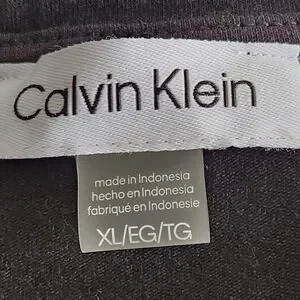 Calvin Klein
made in Indonesia
hecho en Indonesia
fabriqué en Indonesie
XL/EG/TG